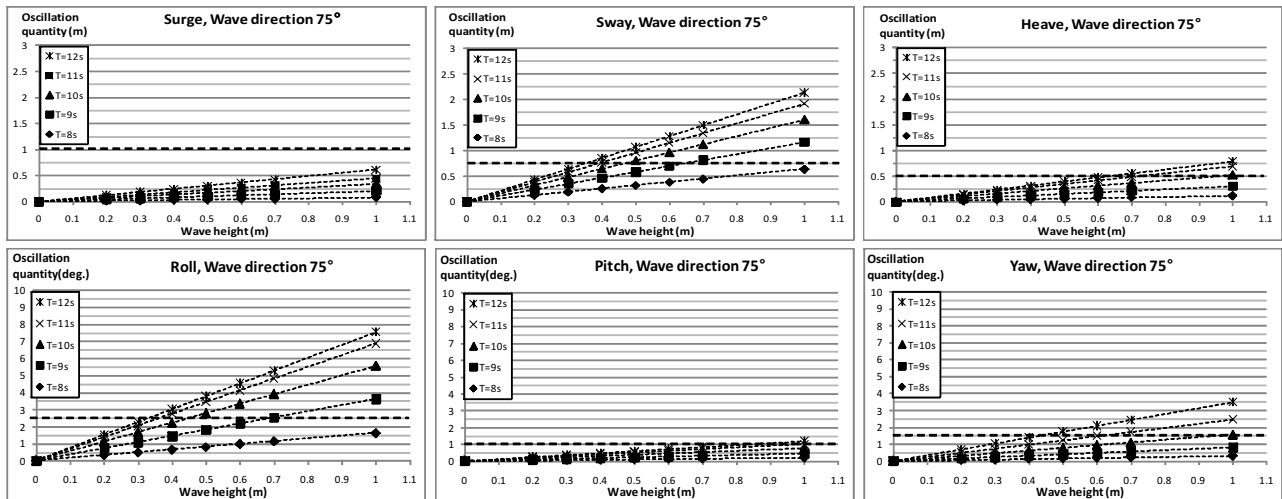 Oscillation
quantity (m)
Surge, Wave direction 75°
3
2.5
2
1.5
1
0.5
0
T=12s
T=11s
T=10s
T=9s
T=8s
0 0.1 0.2 0.3 0.4 0.5 0.6 0.7 0.8 0.9 1 1.1
Wave height (m)
Oscillation
quantity (m)
Sway, Wave direction 75°
3
2.5
2
1.5
1
0.5
0
T=12s
T=11s
T=10s
T=9s
T=8s
0 0.1 0.2 0.3 0.4 0.5 0.6 0.7 0.8 0.9 1 1.1
Wave height (m)
Oscillation
quantity (m)
Heave, Wave direction 75°
3
2.5
2
1.5
1
0.5
0
T=12s
T=11s
T=10s
T=9s
T=8s
0 0.1 0.2 0.3 0.4 0.5 0.6 0.7 0.8 0.9 1 1.1
Wave height (m)
Oscillation
quantity(deg.)
Roll, Wave direction 75°
10
9
8
7
6
5
4
3
2
1
0
T=12s
T=11s
T=10s
T=9s
T=8s
0 0.1 0.2 0.3 0.4 0.5 0.6 0.7 0.8 0.9 1 1.1
Wave height (m)
Oscillation
quantity(deg.)
Pitch, Wave direction 75°
10
9
8
7
6
5
4
3
2
1
0
T=12s
T=11s
T=10s
T=9s
T=8s
0 0.1 0.2 0.3 0.4 0.5 0.6 0.7 0.8 0.9 1 1.1
Wave height (m)
Oscillation
quantity(deg.)
Yaw, Wave direction 75°
10
9
8
7
6
5
4
3
2
1
0
T=12s
T=11s
T=10s
T=9s
T=8s
0 0.1 0.2 0.3 0.4 0.5 0.6 0.7 0.8 0.9 1 1.1
Wave height (m)